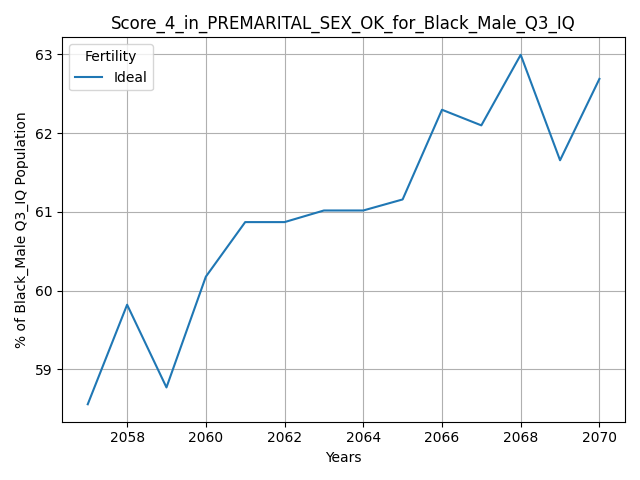 Score_4_in_PREMARITAL_SEX_OK_for_Black_Male_Q3_IQ
Fertility
Ideal
63
62
61
60
59
% of Black_Male Q3_IQ Population
2058 2060 2062 2064 2066 2068 2070
Years